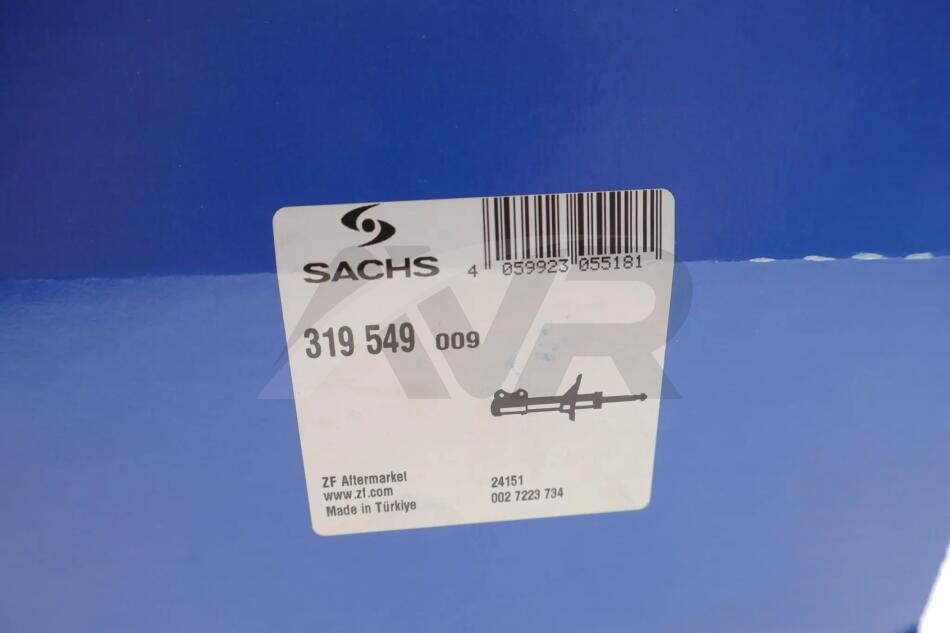 SACHS
4 059923 055181
319 549 009
ZF Aftermarket
www.zf.com
Made in Türkiye
24151
002 7223 734
AVR